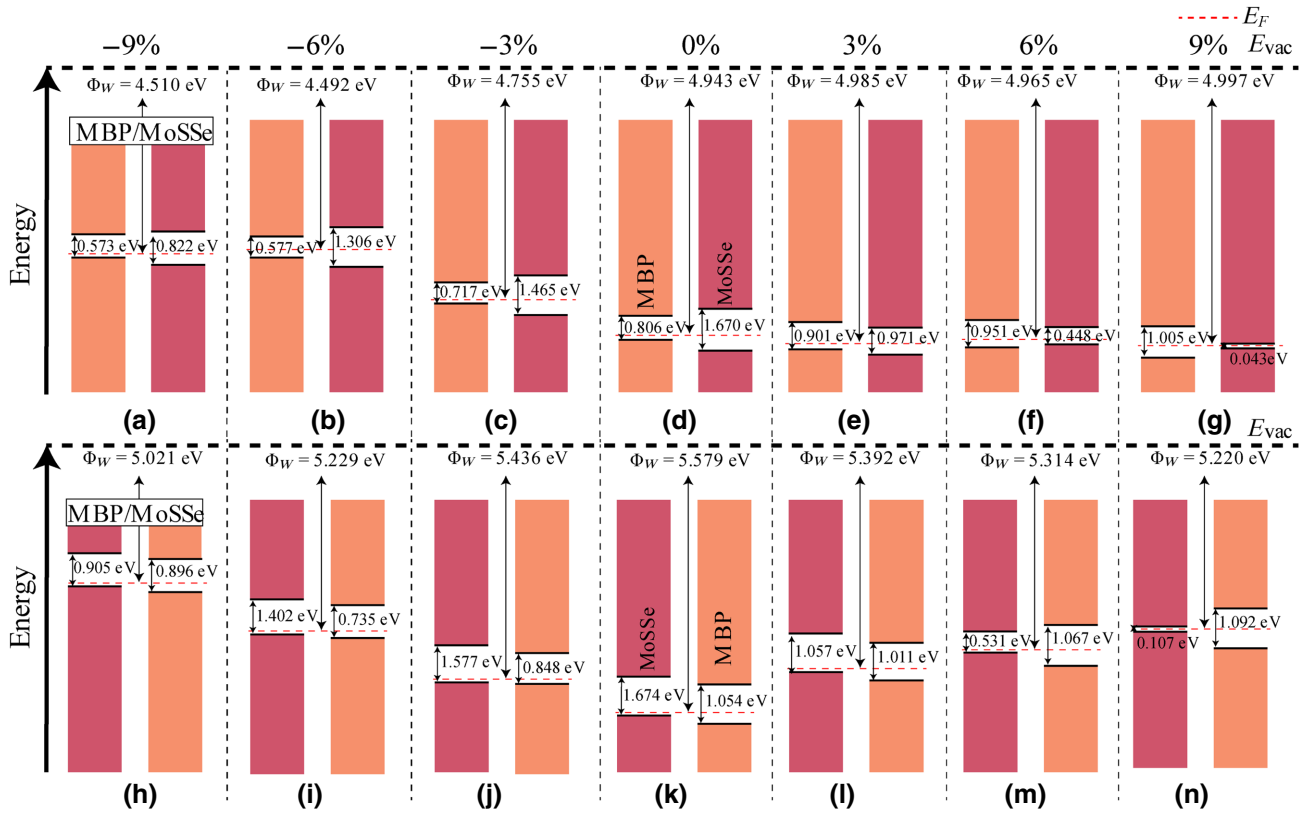 E_F
−9% −6% −3% 0% 3% 6% 9% E_vac
Φ_W = 4.510 eV Φ_W = 4.492 eV Φ_W = 4.755 eV Φ_W = 4.943 eV Φ_W = 4.985 eV Φ_W = 4.965 eV Φ_W = 4.997 eV
MBP/MoSSe
Energy
0.573 eV 0.822 eV 0.577 eV 1.306 eV 0.717 eV 1.465 eV 0.806 eV 1.670 eV 0.901 eV 0.971 eV 0.951 eV 0.448 eV 1.005 eV 0.043eV
MBP MoSSe
(a) (b) (c) (d) (e) (f) (g)
E_vac
Φ_W = 5.021 eV Φ_W = 5.229 eV Φ_W = 5.436 eV Φ_W = 5.579 eV Φ_W = 5.392 eV Φ_W = 5.314 eV Φ_W = 5.220 eV
MBP/MoSSe
Energy
0.905 eV 0.896 eV 1.402 eV 0.735 eV 1.577 eV 0.848 eV 1.674 eV 1.054 eV 1.057 eV 1.011 eV 0.531 eV 1.067 eV 0.107 eV 1.092 eV
MoSSe MBP
(h) (i) (j) (k) (l) (m) (n)